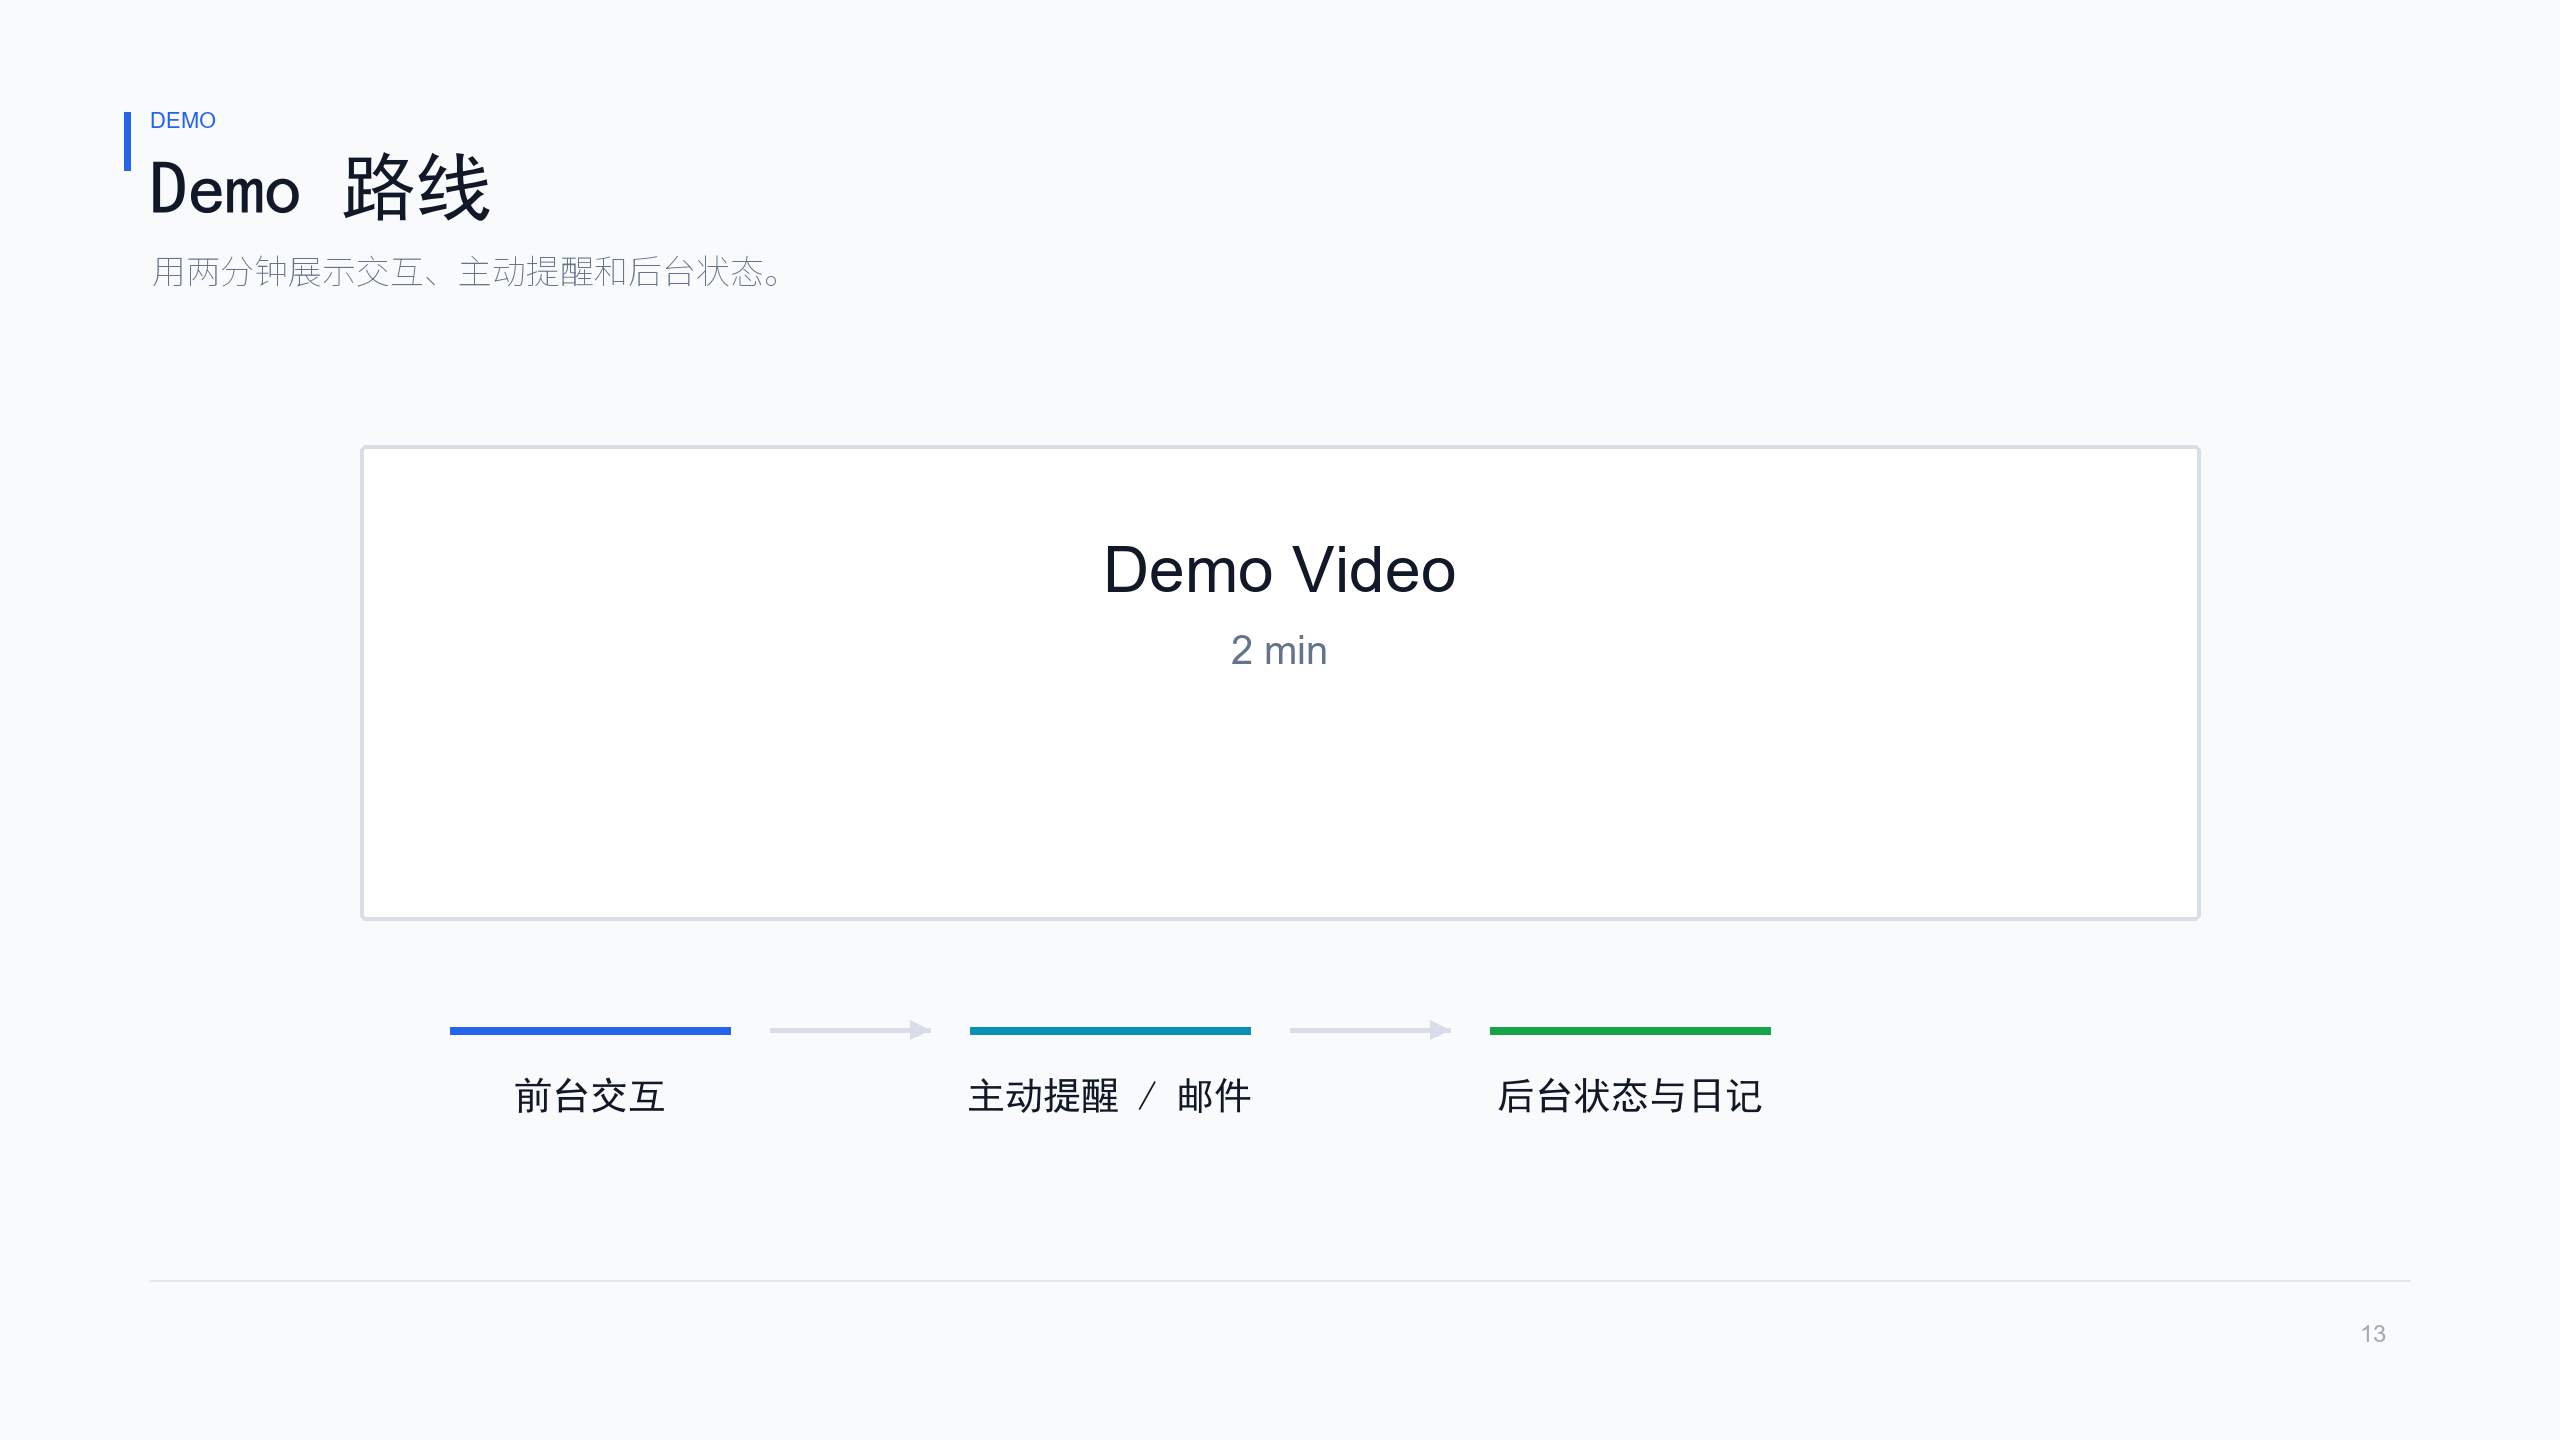 DEMO
Demo 路线
用两分钟展示交互、主动提醒和后台状态。
Demo Video
2 min
前台交互
主动提醒 / 邮件
后台状态与日记
13